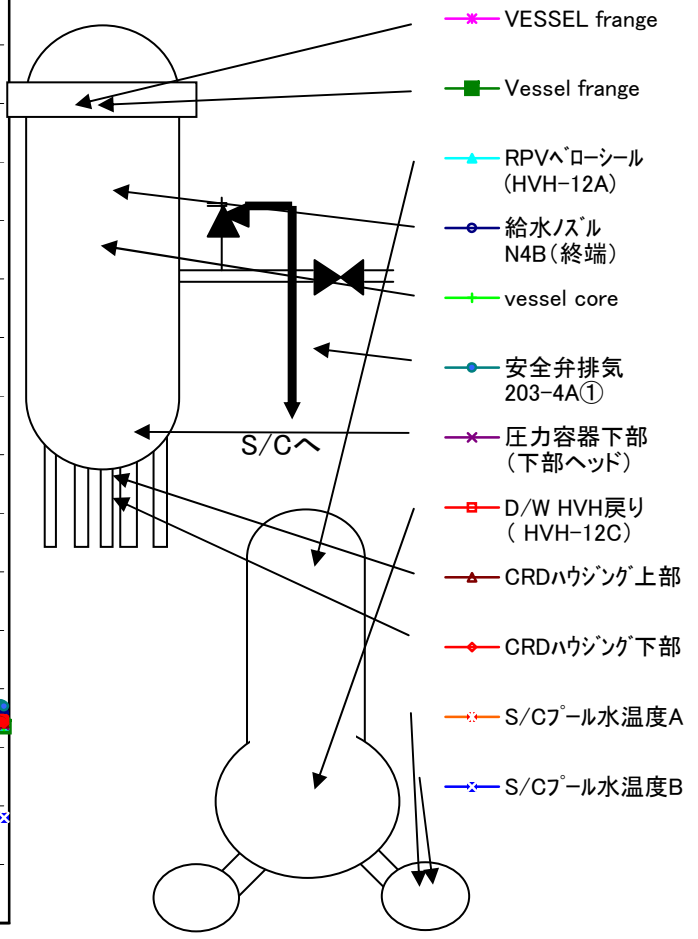 VESSEL frange
Vessel frange
RPVﾍﾞﾛｰｼｰﾙ
(HVH-12A)
給水ﾉｽﾞﾙ
N4B(終端)
vessel core
安全弁排気
203-4A①
圧力容器下部
(下部ヘッド)
S/Cへ
D/W HVH戻り
( HVH-12C)
CRDﾊｳｼﾞﾝｸﾞ上部
CRDﾊｳｼﾞﾝｸﾞ下部
S/Cﾌﾟｰﾙ水温度A
S/Cﾌﾟｰﾙ水温度B